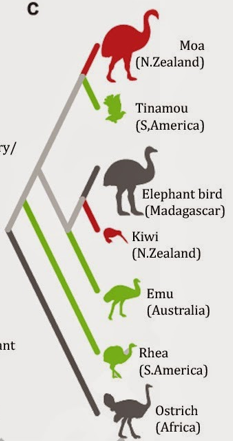 c
Moa
(N.Zealand)
Tinamou
(S,America)
ry/
Elephant bird
(Madagascar)
Kiwi
(N.Zealand)
Emu
(Australia)
Rhea
(S.America)
ant
Ostrich
(Africa)